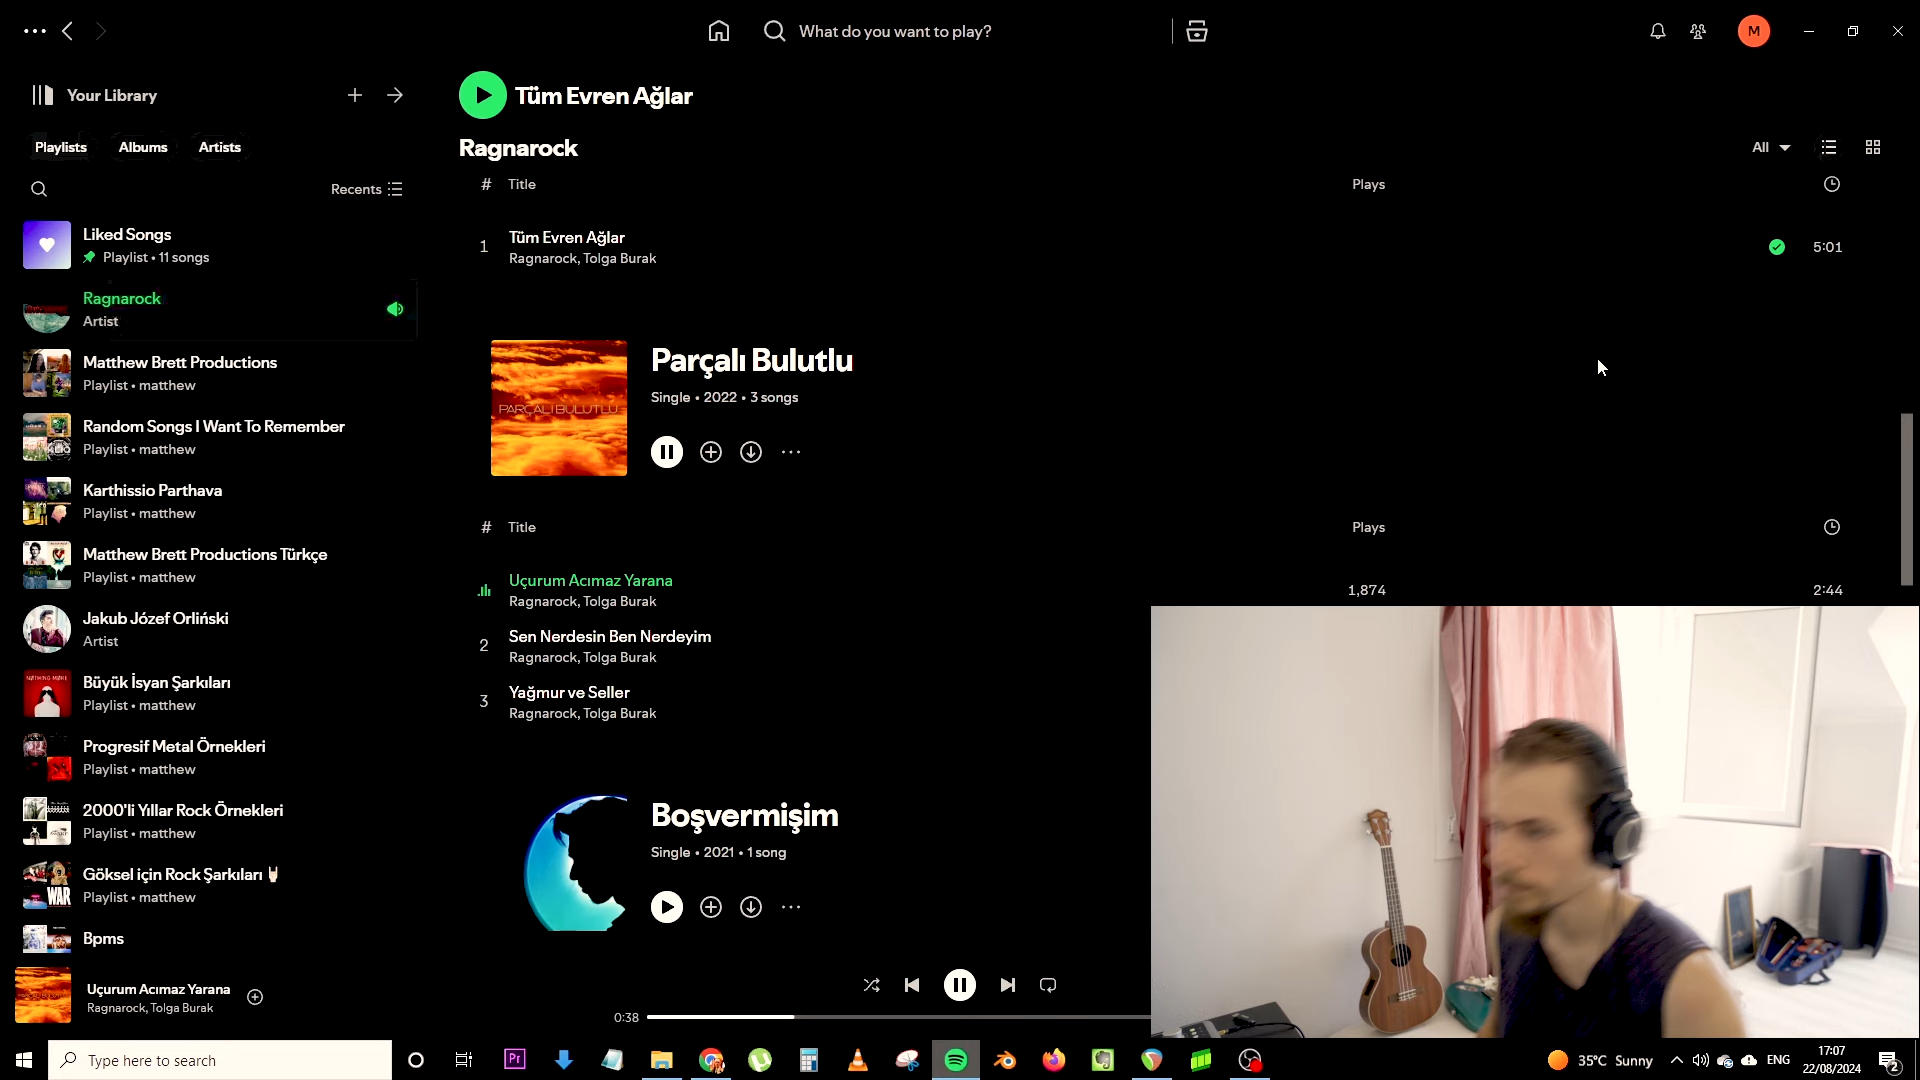 What do you want to play?
M
Your Library
Playlists
Albums
Artists
Recents
Liked Songs
Playlist • 11 songs
Ragnarock
Artist
Matthew Brett Productions
Playlist • matthew
Random Songs I Want To Remember
Playlist • matthew
Karthissio Parthava
Playlist • matthew
Matthew Brett Productions Türkçe
Playlist • matthew
Jakub Józef Orliński
Artist
NOTHING MORE
Büyük İsyan Şarkıları
Playlist • matthew
Progresif Metal Örnekleri
Playlist • matthew
2000'li Yıllar Rock Örnekleri
Playlist • matthew
WAR
Göksel için Rock Şarkıları
Playlist • matthew
Bpms
Uçurum Acımaz Yarana
Ragnarock, Tolga Burak
Tüm Evren Ağlar
Ragnarock
All
# Title Plays
1 Tüm Evren Ağlar 5:01
Ragnarock, Tolga Burak
PARÇALI BULUTLU
Parçalı Bulutlu
Single • 2022 • 3 songs
# Title Plays
Uçurum Acımaz Yarana 1,874 2:44
Ragnarock, Tolga Burak
2 Sen Nerdesin Ben Nerdeyim
Ragnarock, Tolga Burak
3 Yağmur ve Seller
Ragnarock, Tolga Burak
Boşvermişim
Single • 2021 • 1 song
0:38
Type here to search
Pr
35°C Sunny
ENG
17:07
22/08/2024
2